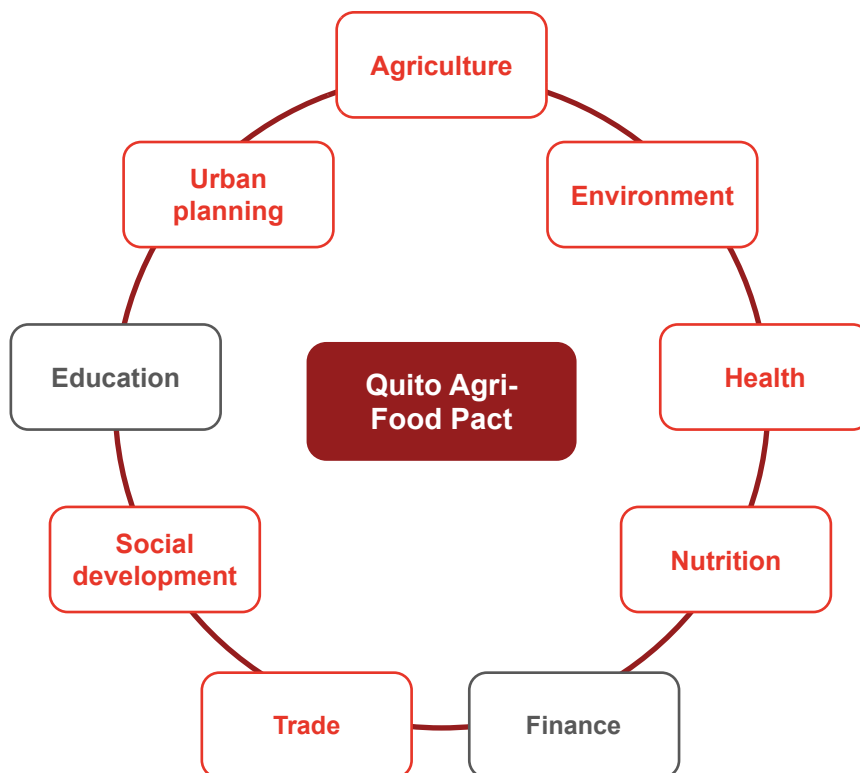 Agriculture
Urban
planning
Environment
Education
Quito Agri-
Food Pact
Health
Social
development
Nutrition
Trade
Finance